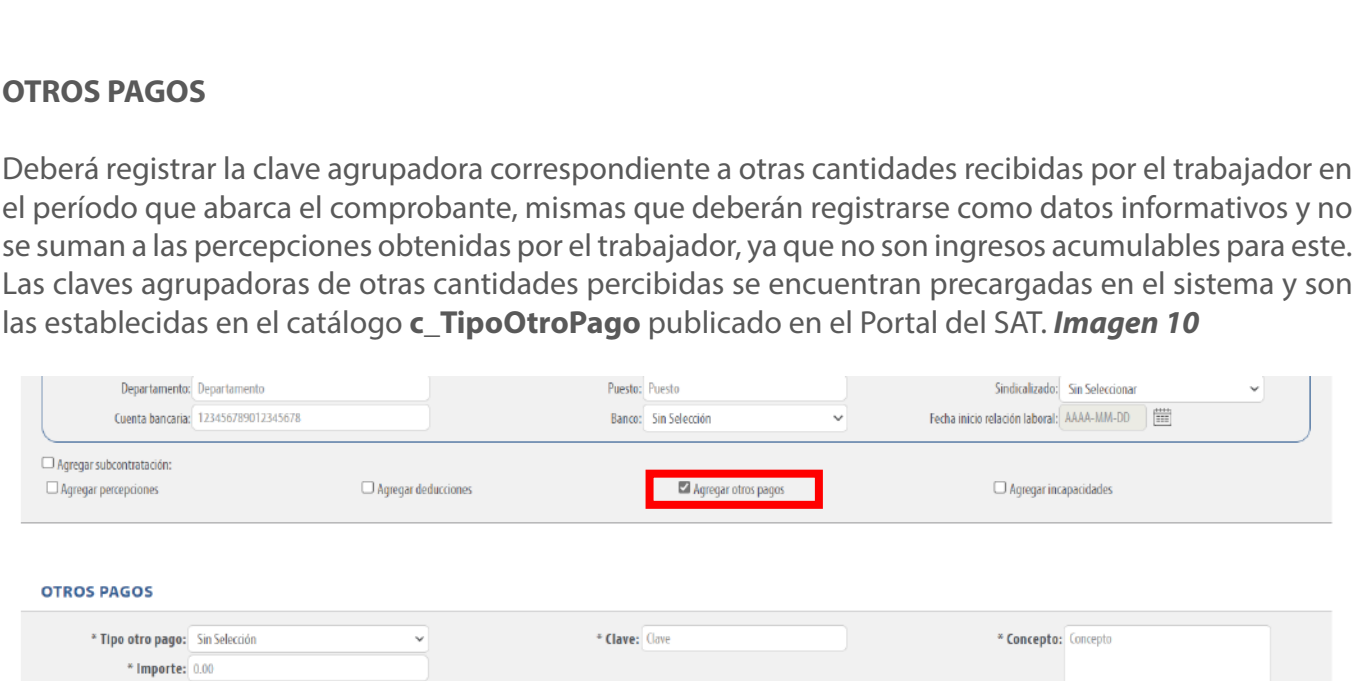 OTROS PAGOS
Deberá registrar la clave agrupadora correspondiente a otras cantidades recibidas por el trabajador en
el período que abarca el comprobante, mismas que deberán registrarse como datos informativos y no
se suman a las percepciones obtenidas por el trabajador, ya que no son ingresos acumulables para este.
Las claves agrupadoras de otras cantidades percibidas se encuentran precargadas en el sistema y son
las establecidas en el catálogo c_TipoOtroPago publicado en el Portal del SAT. Imagen 10
Departamento: Departamento Puesto: Puesto Sindicalizado: Sin Seleccionar
Cuenta bancaria: 123456789012345678 Banco: Sin Selección Fecha inicio relación laboral: AAAA-MM-DD
Agregar subcontratación:
Agregar percepciones Agregar deducciones Agregar otros pagos Agregar incapacidades
OTROS PAGOS
* Tipo otro pago: Sin Selección * Clave: Clave * Concepto: Concepto
* Importe: 0.00